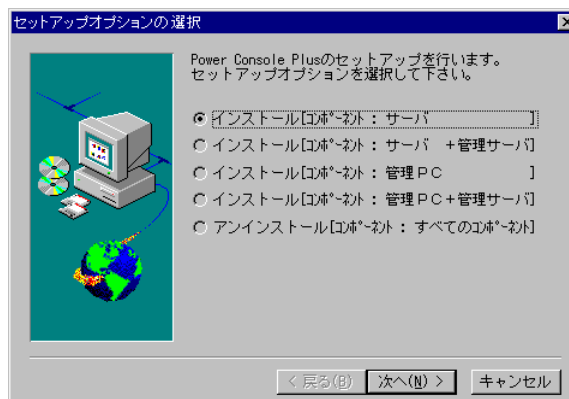 セットアップオプションの選択
Power Console Plusのセットアップを行います。
セットアップオプションを選択して下さい。
インストール[ｺﾝﾎﾟｰﾈﾝﾄ： サーバ ]
インストール[ｺﾝﾎﾟｰﾈﾝﾄ： サーバ ＋管理サーバ]
インストール[ｺﾝﾎﾟｰﾈﾝﾄ： 管理ＰＣ ]
インストール[ｺﾝﾎﾟｰﾈﾝﾄ： 管理ＰＣ＋管理サーバ]
アンインストール[ｺﾝﾎﾟｰﾈﾝﾄ： すべてのｺﾝﾎﾟｰﾈﾝﾄ]
< 戻る(B) 次へ(N) > キャンセル